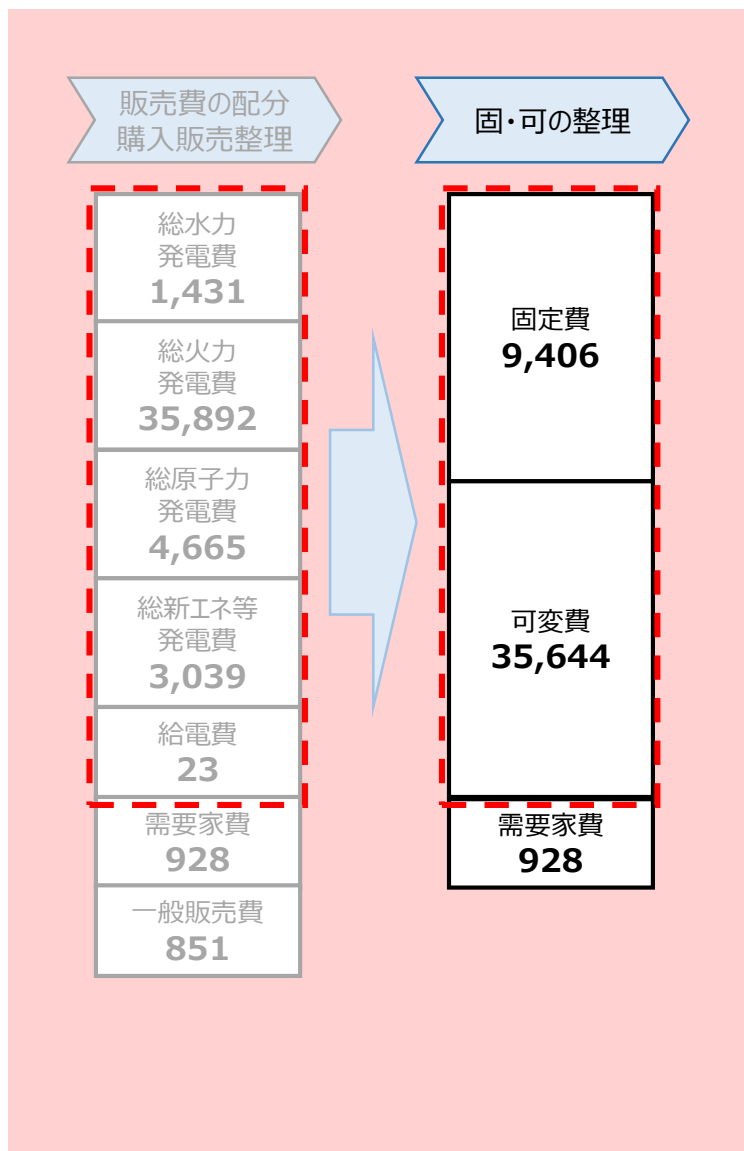 販売費の配分
購入販売整理
総水力
発電費
1,431
総火力
発電費
35,892
総原子力
発電費
4,665
総新エネ等
発電費
3,039
給電費
23
需要家費
928
一般販売費
851
固・可の整理
固定費
9,406
可変費
35,644
需要家費
928